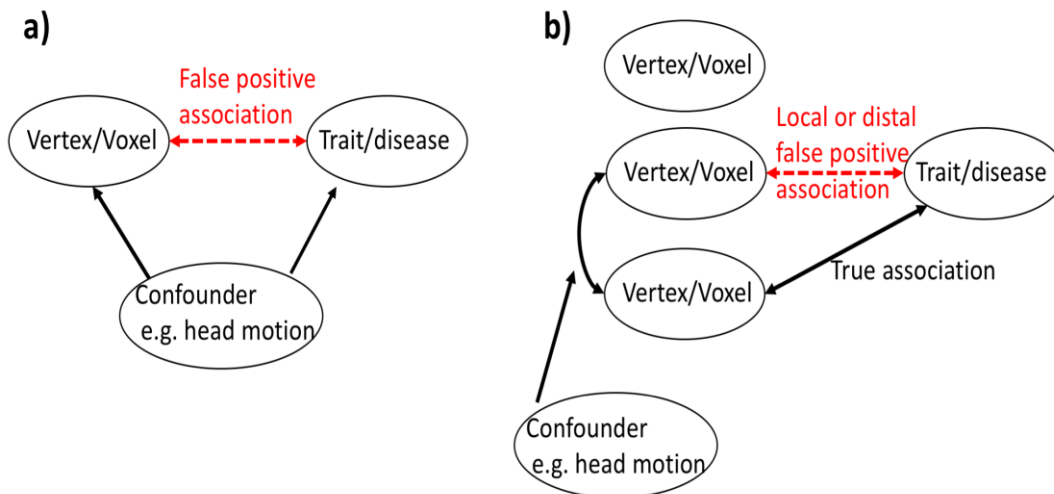 a)
False positive
association
Vertex/Voxel
Trait/disease
Confounder
e.g. head motion
b)
Vertex/Voxel
Vertex/Voxel
Local or distal
false positive
association
Trait/disease
Vertex/Voxel
True association
Confounder
e.g. head motion